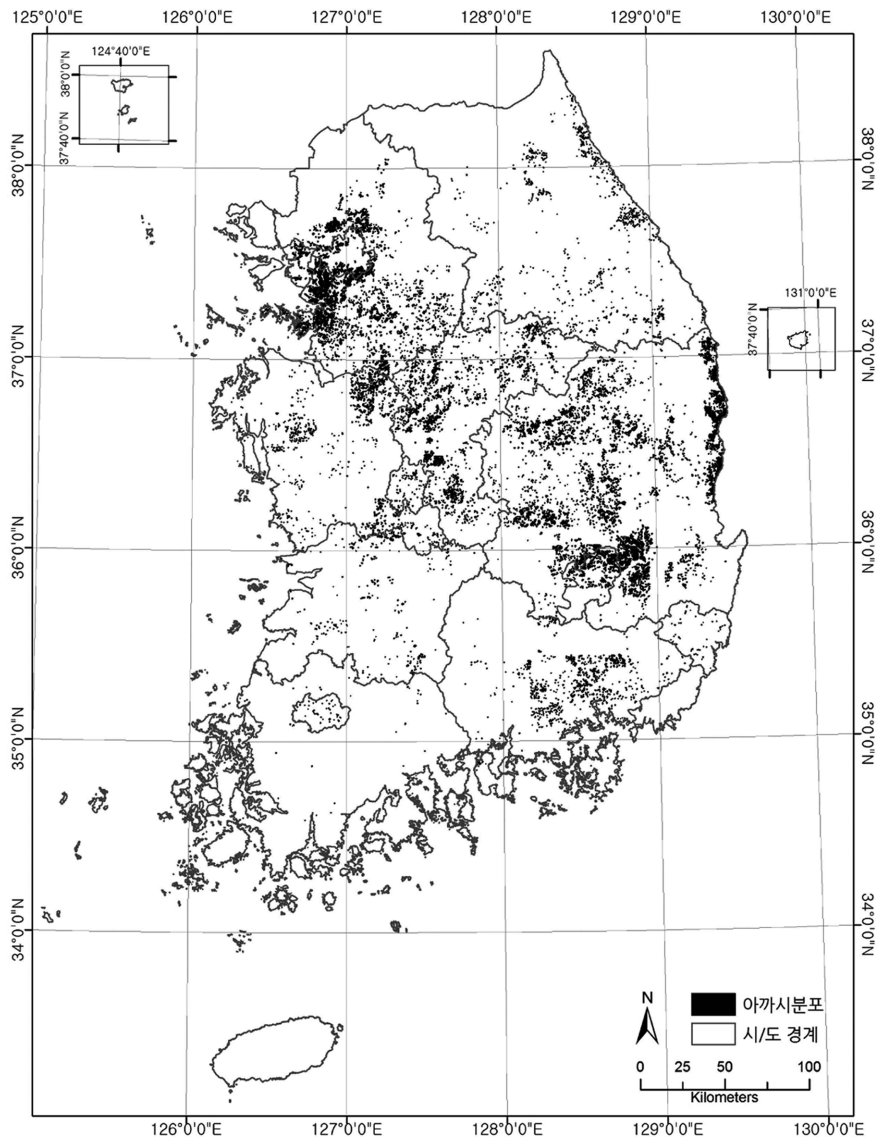 125°0'0"E 126°0'0"E 127°0'0"E 128°0'0"E 129°0'0"E 130°0'0"E
124°40'0"E
38°0'0"N
37°40'0"N
38°0'0"N
38°0'0"N
131°0'0"E
37°40'0"N
37°0'0"N
37°0'0"N
36°0'0"N
36°0'0"N
35°0'0"N
35°0'0"N
34°0'0"N
34°0'0"N
N
아까시분포
시/도 경계
0 25 50 100
Kilometers
126°0'0"E 127°0'0"E 128°0'0"E 129°0'0"E 130°0'0"E